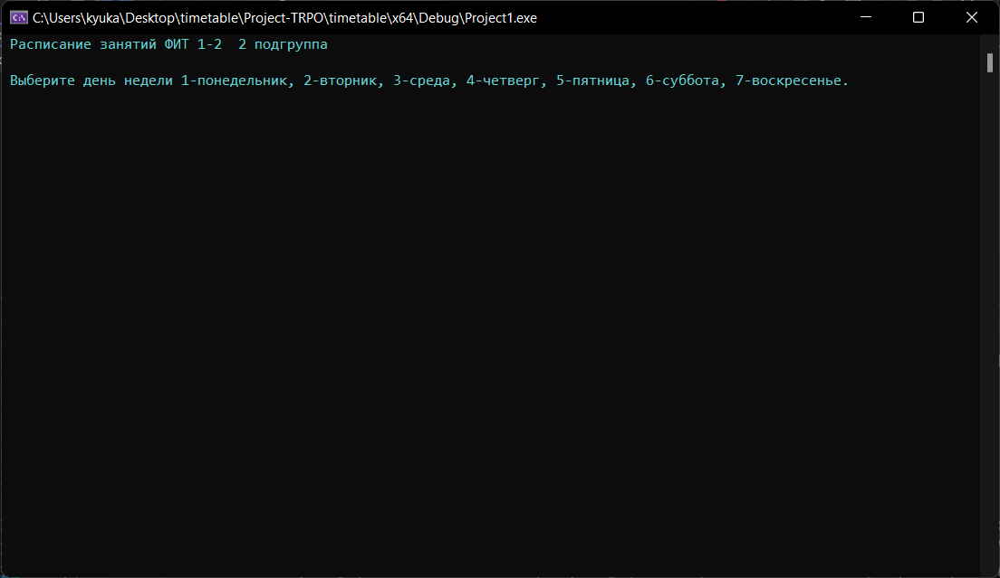 C:\Users\kyuka\Desktop\timetable\Project-TRPO\timetable\x64\Debug\Project1.exe
Расписание занятий ФИТ 1-2  2 подгруппа
Выберите день недели 1-понедельник, 2-вторник, 3-среда, 4-четверг, 5-пятница, 6-суббота, 7-воскресенье.